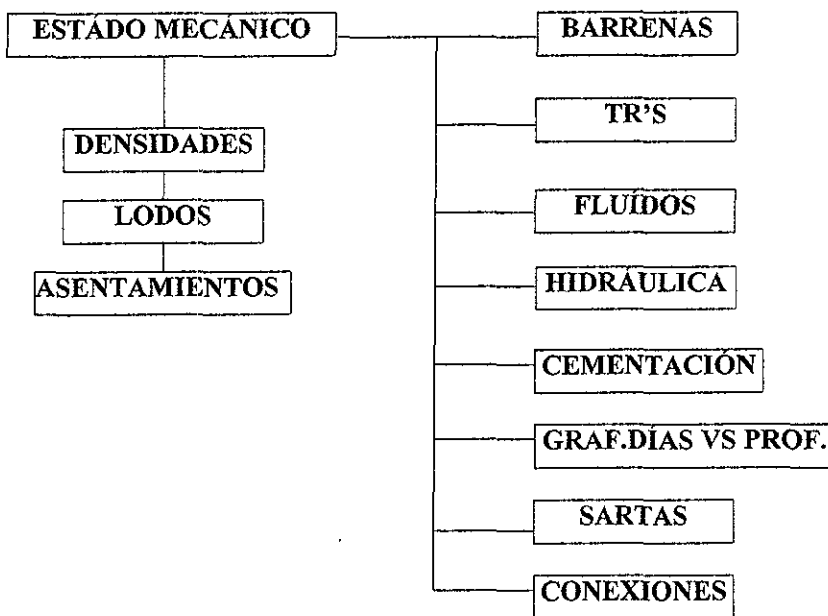 ESTÁDO MECÁNICO
DENSIDADES
LODOS
ASENTAMIENTOS
BARRENAS
TR'S
FLUÍDOS
HIDRÁULICA
CEMENTACIÓN
GRAF.DÍAS VS PROF.
SARTAS
CONEXIONES